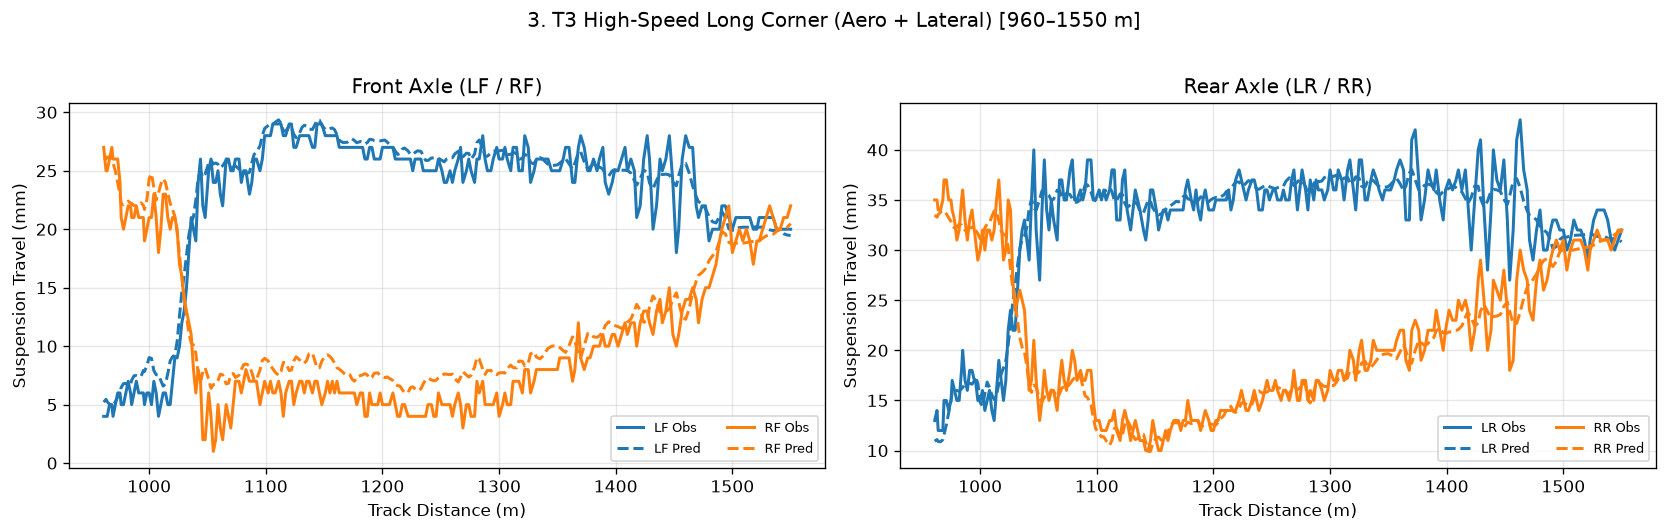 3. T3 High-Speed Long Corner (Aero + Lateral) [960–1550 m]
Front Axle (LF / RF)
Suspension Travel (mm)
30
25
20
15
10
5
0
1000 1100 1200 1300 1400 1500
Track Distance (m)
LF Obs RF Obs
LF Pred RF Pred
Rear Axle (LR / RR)
Suspension Travel (mm)
40
35
30
25
20
15
10
1000 1100 1200 1300 1400 1500
Track Distance (m)
LR Obs RR Obs
LR Pred RR Pred